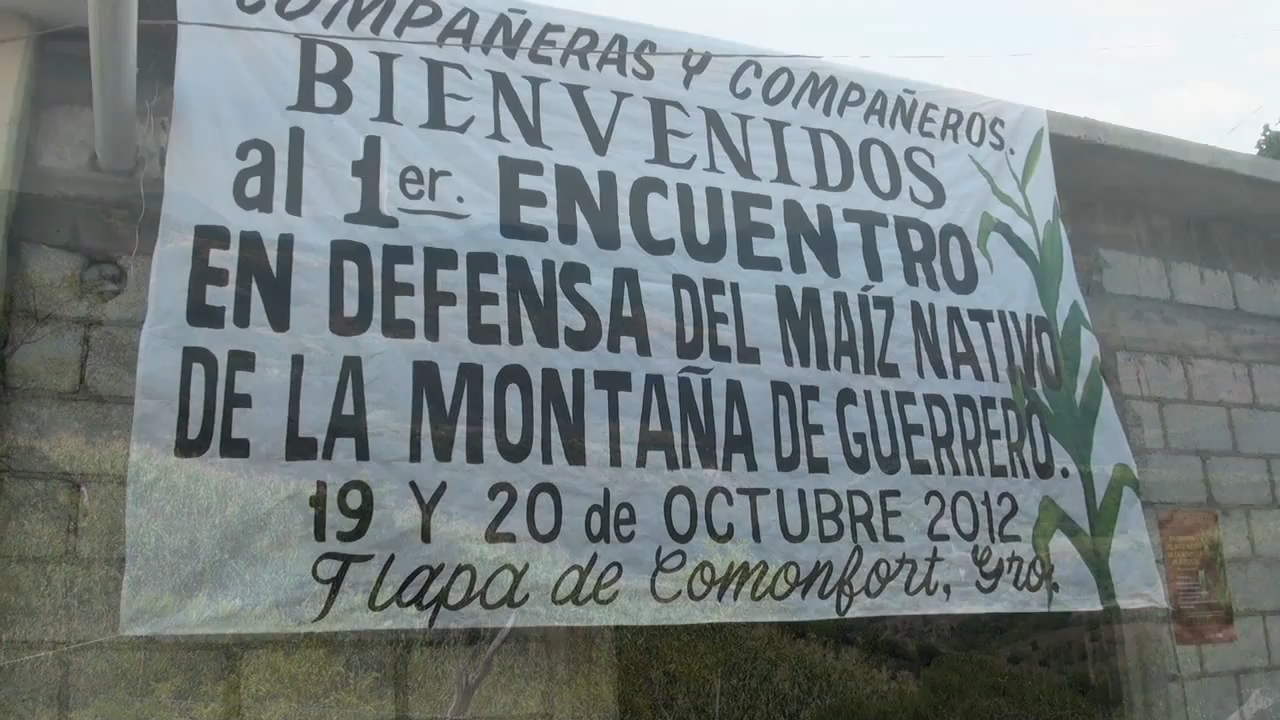 COMPAÑERAS Y COMPAÑEROS.
BIENVENIDOS
al 1er. ENCUENTRO
EN DEFENSA DEL MAÍZ NATIVO
DE LA MONTAÑA DE GUERRERO.
19 Y 20 de OCTUBRE 2012
Tlapa de Comonfort, Gro.